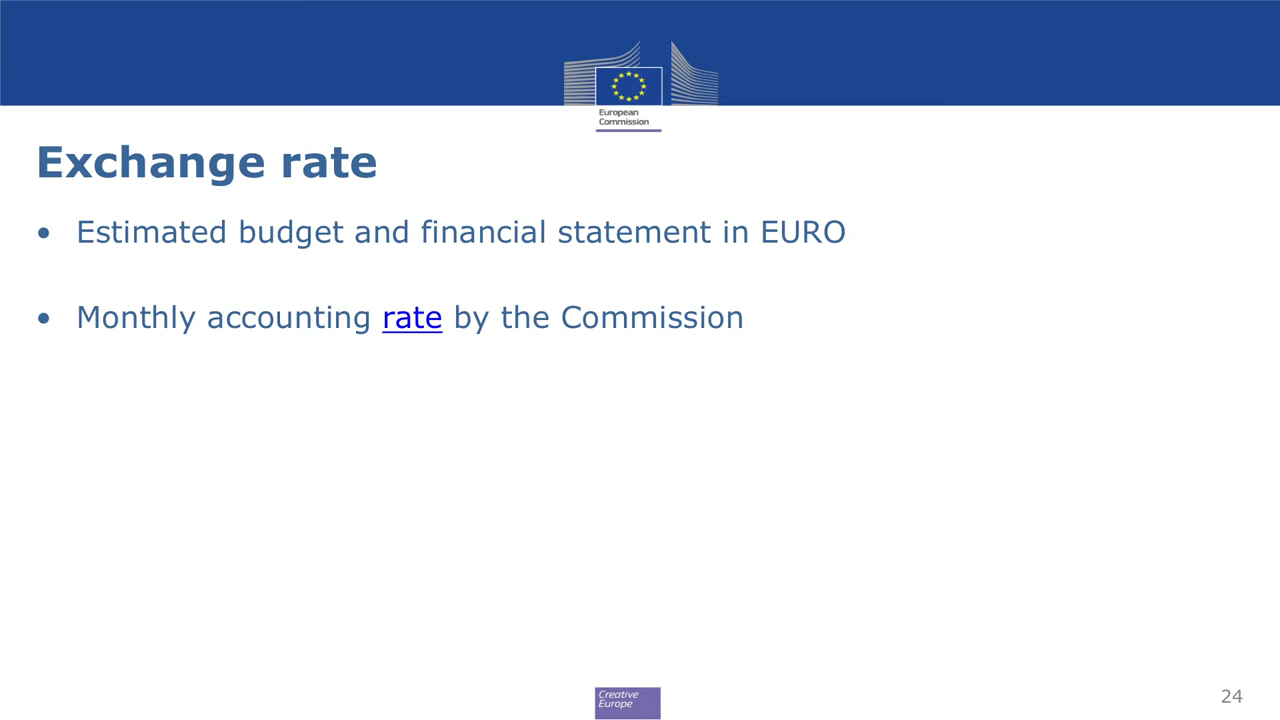 European
Commission
Exchange rate
• Estimated budget and financial statement in EURO
• Monthly accounting rate by the Commission
Creative
Europe
24